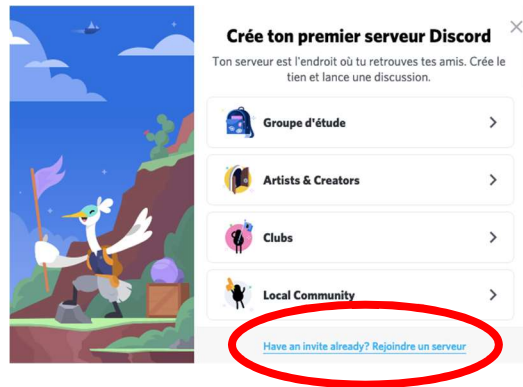 Crée ton premier serveur Discord
Ton serveur est l'endroit où tu retrouves tes amis. Crée le
tien et lance une discussion.
Groupe d'étude
Artists & Creators
Clubs
Local Community
Have an invite already? Rejoindre un serveur